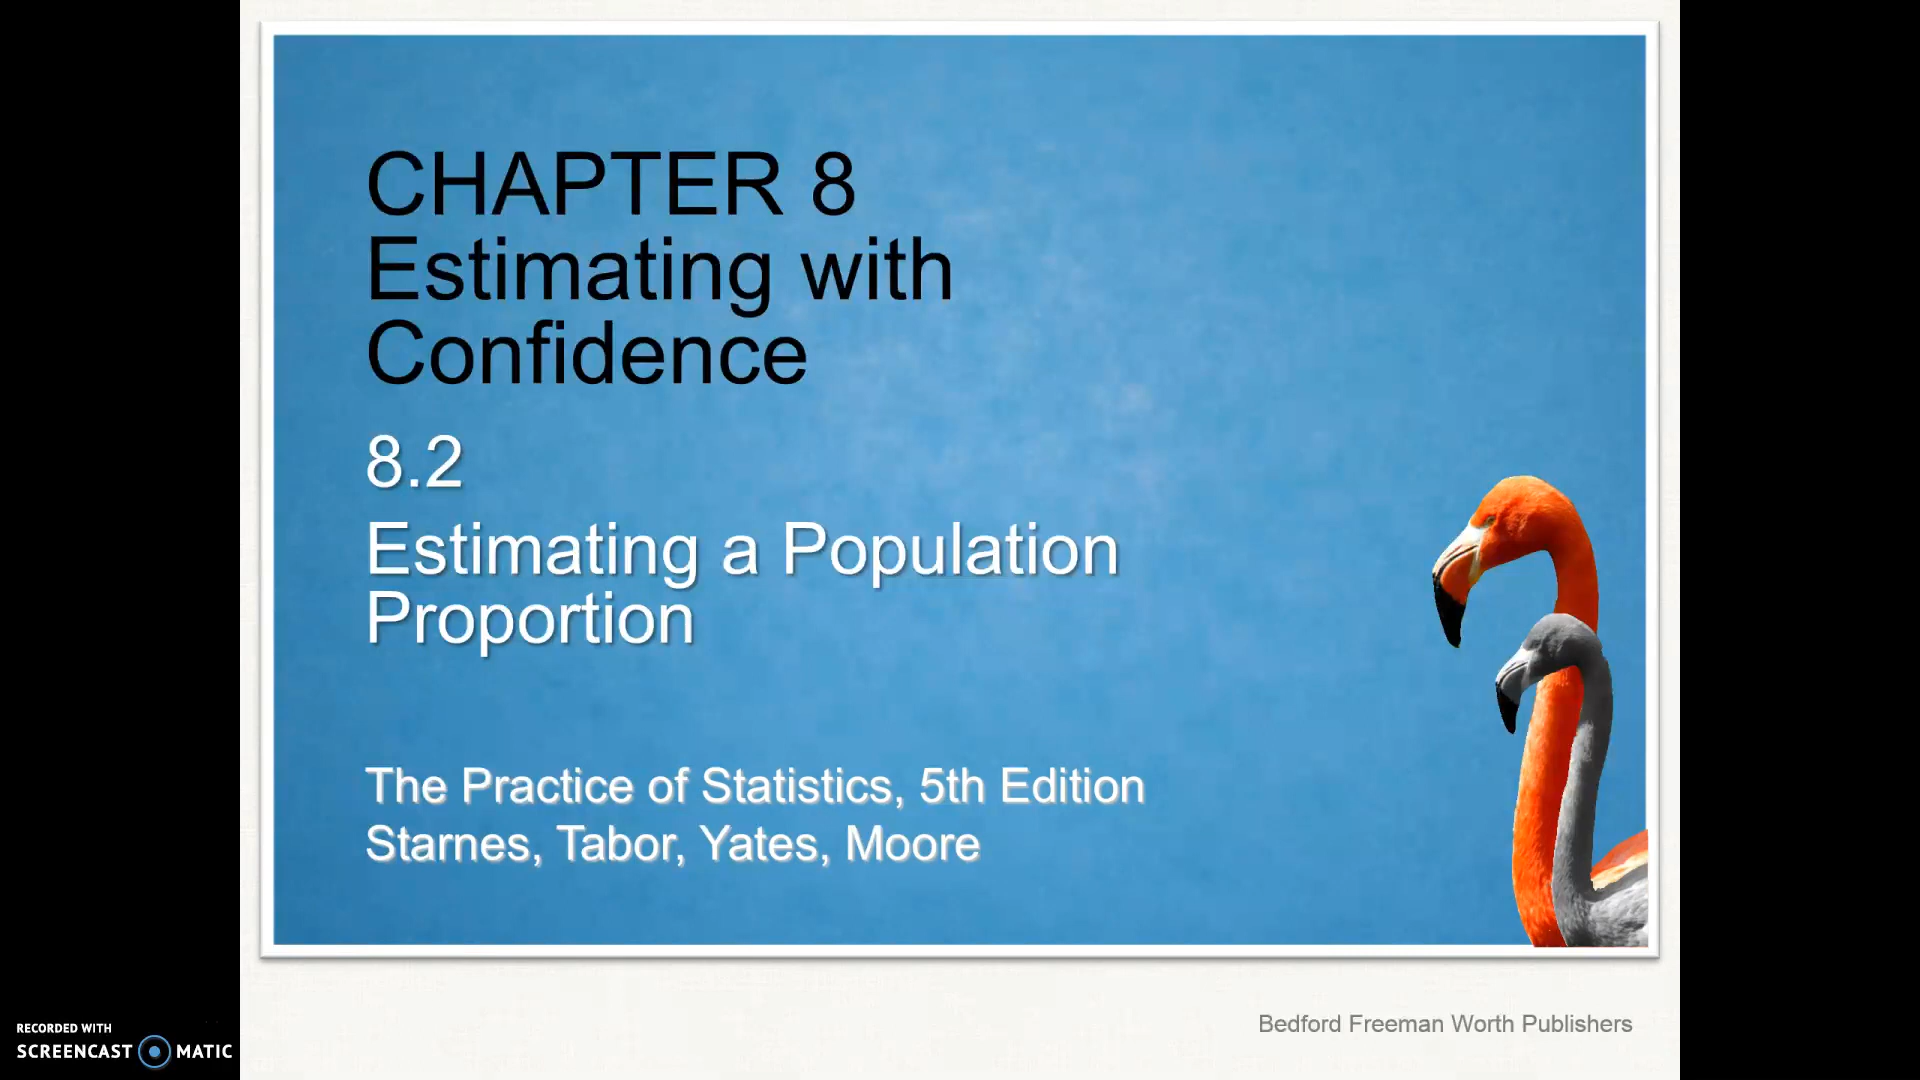 CHAPTER 8
Estimating with
Confidence
8.2
Estimating a Population
Proportion
The Practice of Statistics, 5th Edition
Starnes, Tabor, Yates, Moore
Bedford Freeman Worth Publishers
RECORDED WITH
SCREENCAST MATIC